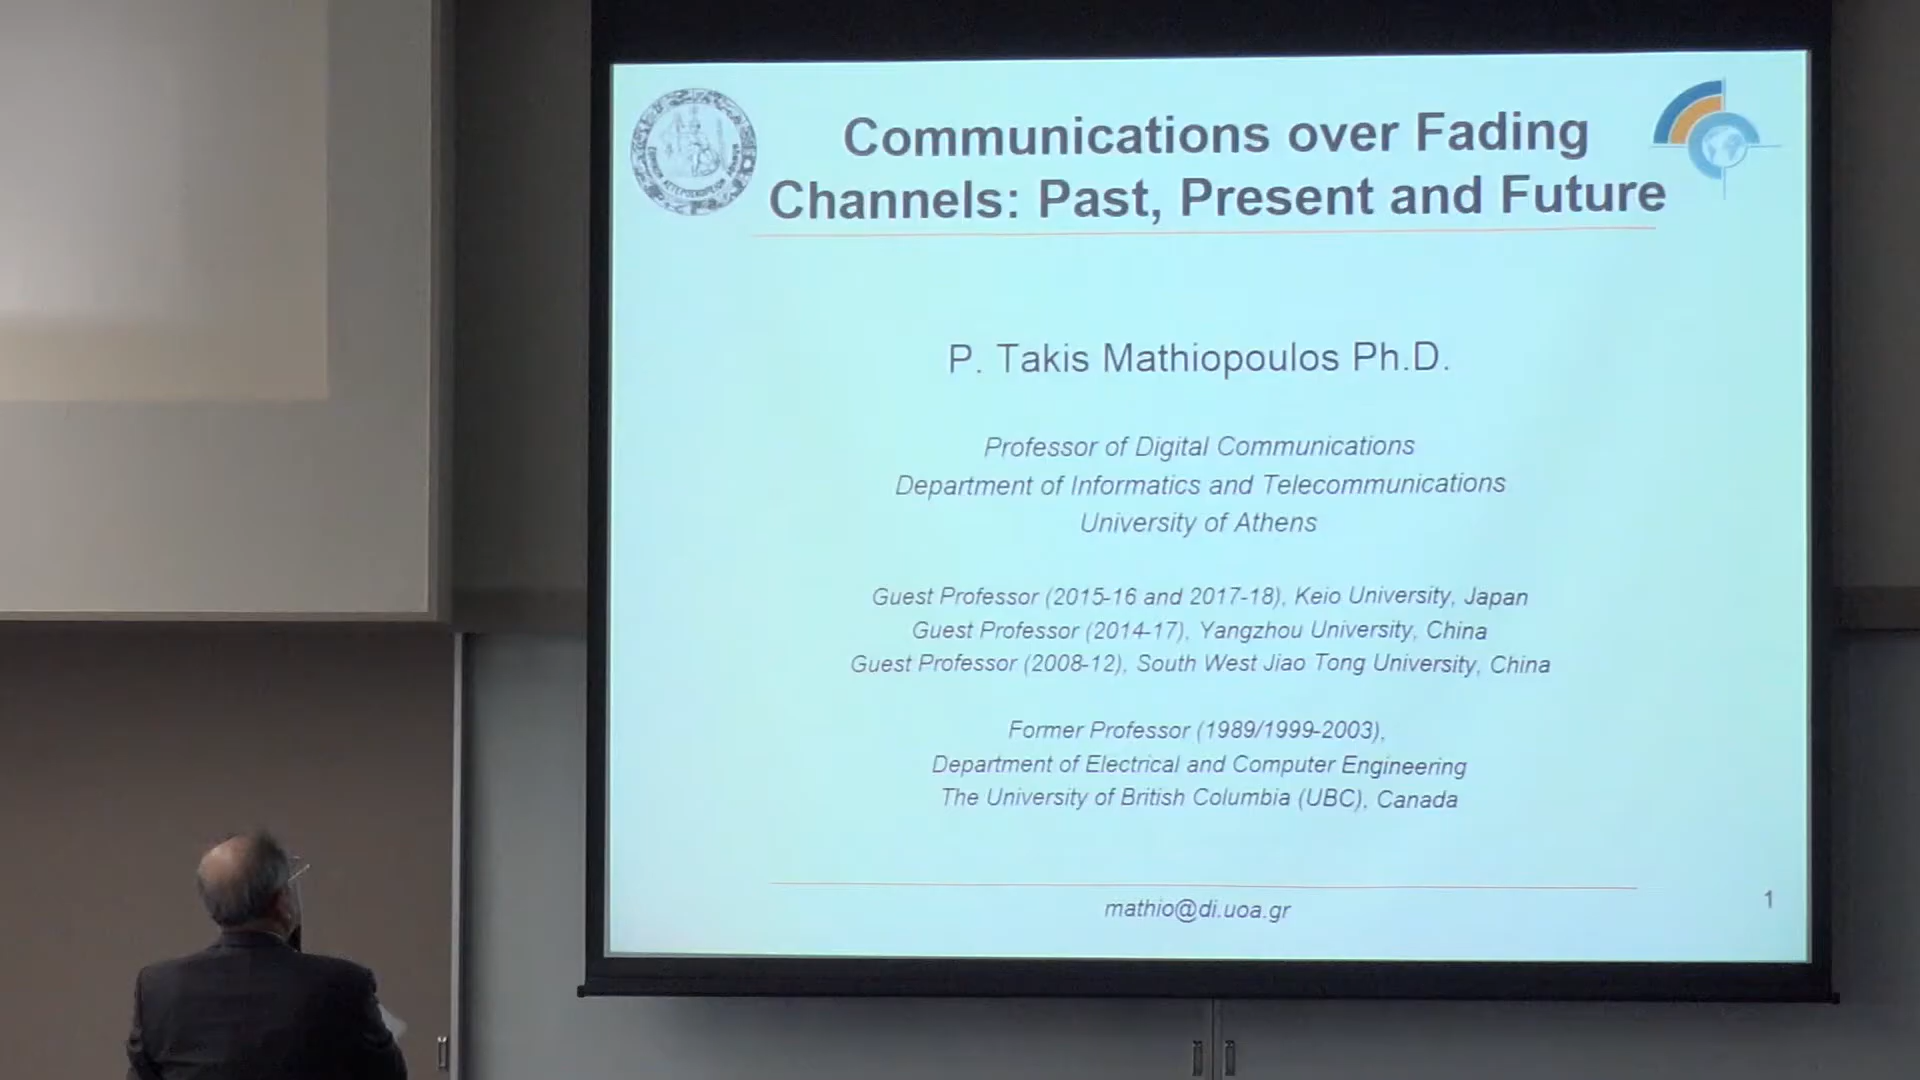 Communications over Fading
Channels: Past, Present and Future
P. Takis Mathiopoulos Ph.D.
Professor of Digital Communications
Department of Informatics and Telecommunications
University of Athens
Guest Professor (2015-16 and 2017-18), Keio University, Japan
Guest Professor (2014-17), Yangzhou University, China
Guest Professor (2008-12), South West Jiao Tong University, China
Former Professor (1989/1999-2003),
Department of Electrical and Computer Engineering
The University of British Columbia (UBC), Canada
mathio@di.uoa.gr
1